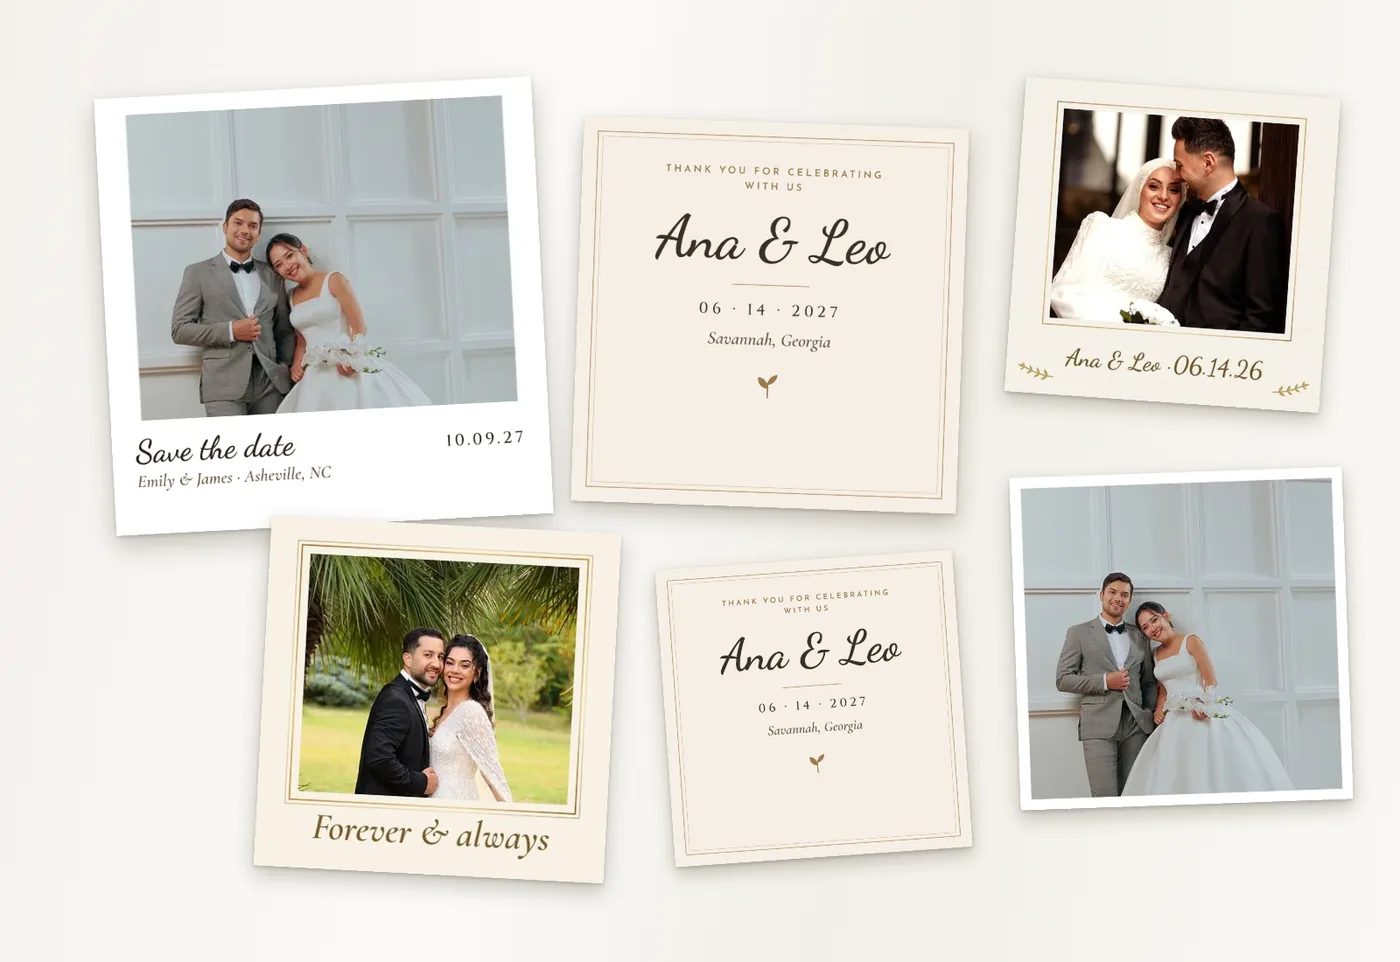 Save the date
10.09.27
Emily & James · Asheville, NC
THANK YOU FOR CELEBRATING
WITH US
Ana & Leo
06 · 14 · 2027
Savannah, Georgia
Ana & Leo · 06.14.26
Forever & always
THANK YOU FOR CELEBRATING
WITH US
Ana & Leo
06 · 14 · 2027
Savannah, Georgia